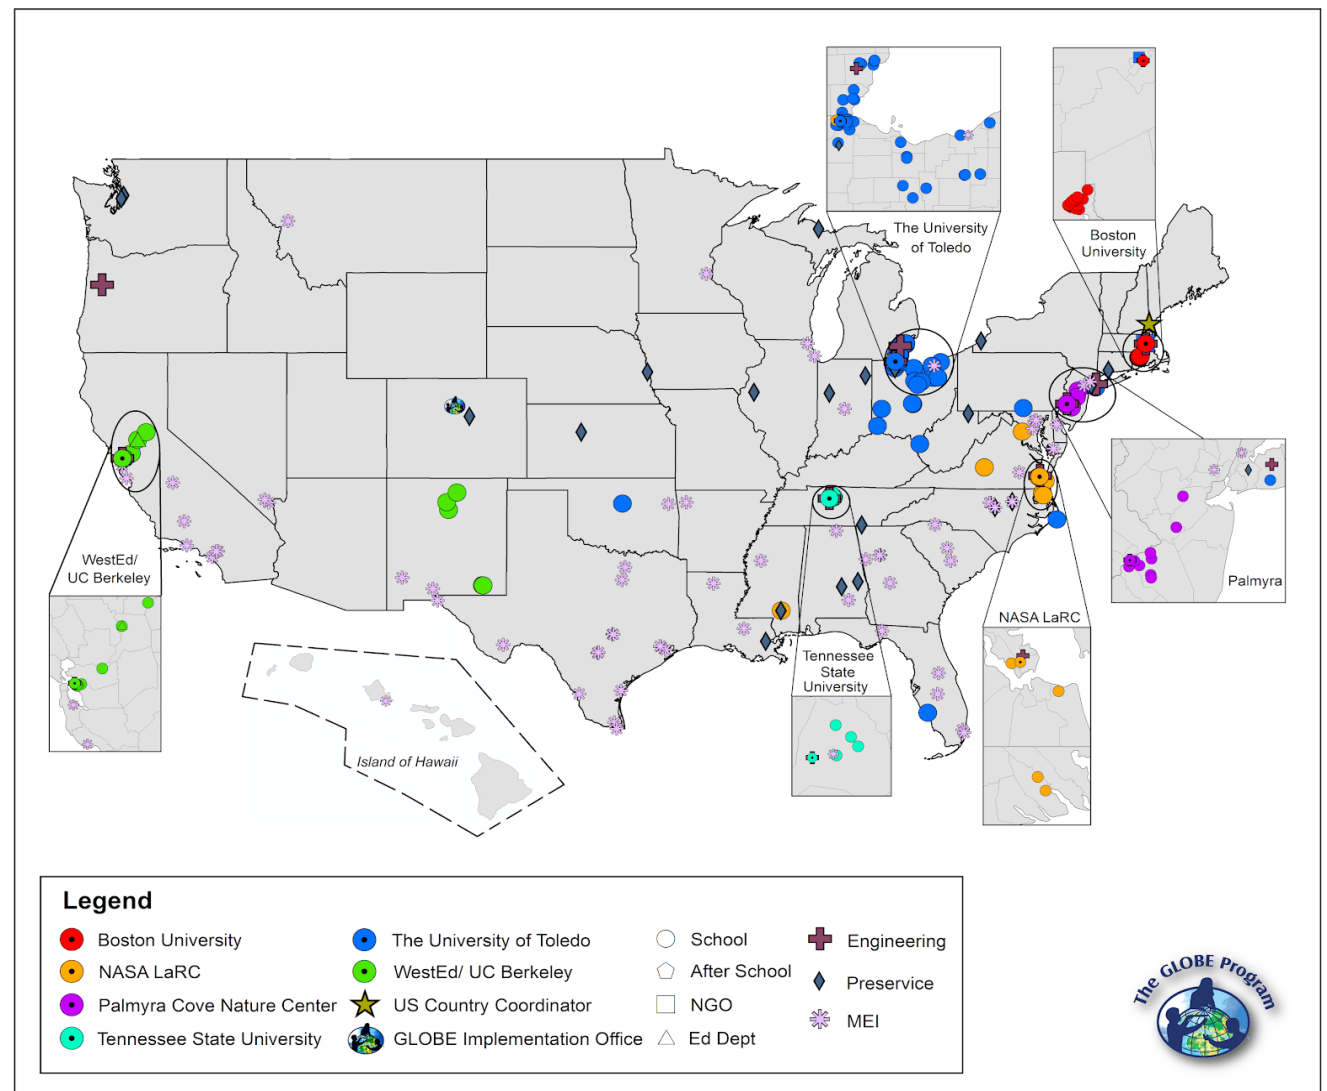 The University
of Toledo
Boston
University
WestEd/
UC Berkeley
Palmyra
NASA LaRC
Tennessee
State
University
Island of Hawaii
Legend
Boston University
NASA LaRC
Palmyra Cove Nature Center
Tennessee State University
The University of Toledo
WestEd/ UC Berkeley
US Country Coordinator
GLOBE Implementation Office
School
After School
NGO
Ed Dept
Engineering
Preservice
MEI
The GLOBE Program